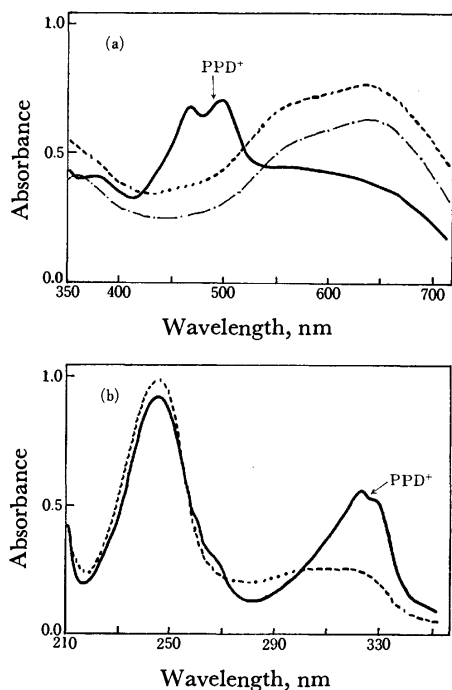 (a)
PPD⁺
1.0
0.5
0.0
Absorbance
350 400 500 600 700
Wavelength, nm
(b)
PPD⁺
1.0
0.5
0.0
Absorbance
210 250 290 330
Wavelength, nm